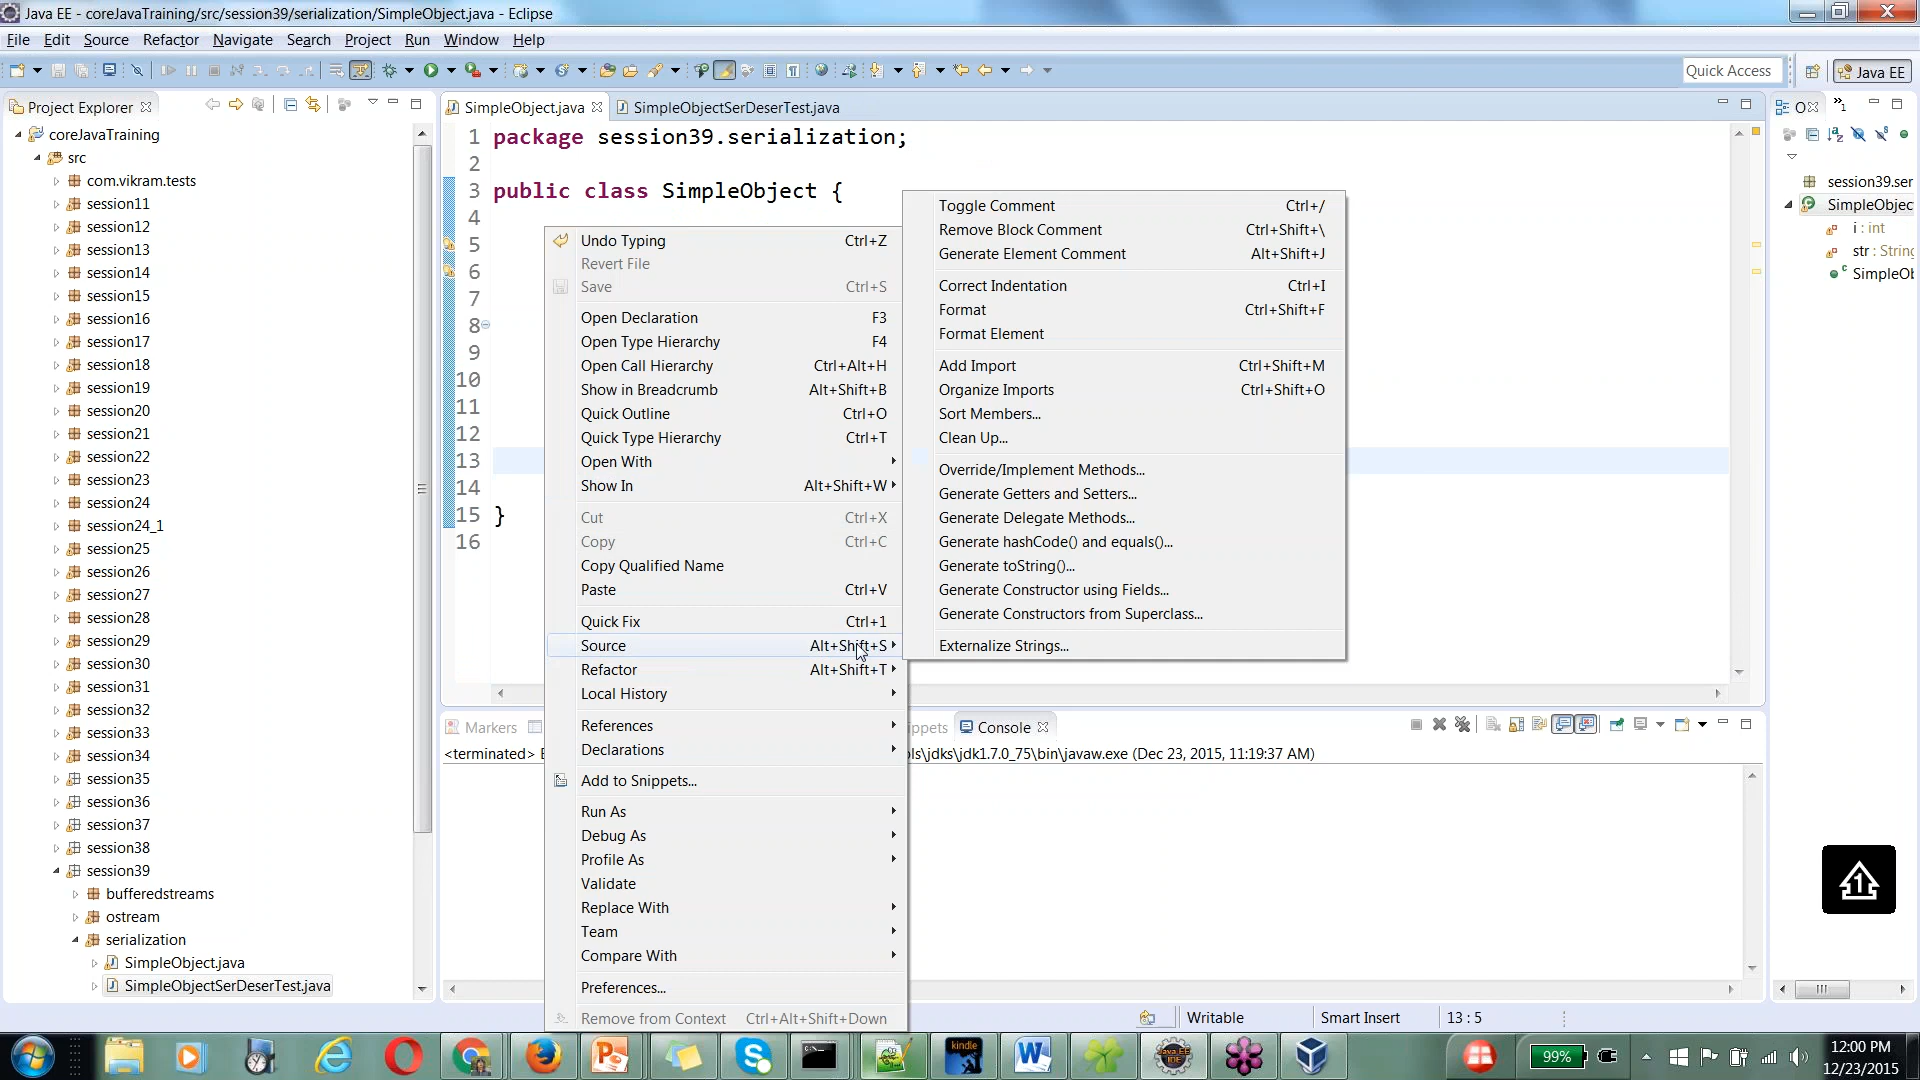 Java EE - coreJavaTraining/src/session39/serialization/SimpleObject.java - Eclipse
File Edit Source Refactor Navigate Search Project Run Window Help
Quick Access
Java EE
Project Explorer
SimpleObject.java
SimpleObjectSerDeserTest.java
coreJavaTraining
src
com.vikram.tests
session11
session12
session13
session14
session15
session16
session17
session18
session19
session20
session21
session22
session23
session24
session24_1
session25
session26
session27
session28
session29
session30
session31
session32
session33
session34
session35
session36
session37
session38
session39
bufferedstreams
ostream
serialization
SimpleObject.java
SimpleObjectSerDeserTest.java
1 package session39.serialization;
2
3 public class SimpleObject {
4
5
6
7
8
9
10
11
12
13
14
15 }
16
Undo Typing Ctrl+Z
Revert File
Save Ctrl+S
Open Declaration F3
Open Type Hierarchy F4
Open Call Hierarchy Ctrl+Alt+H
Show in Breadcrumb Alt+Shift+B
Quick Outline Ctrl+O
Quick Type Hierarchy Ctrl+T
Open With
Show In Alt+Shift+W
Cut Ctrl+X
Copy Ctrl+C
Copy Qualified Name
Paste Ctrl+V
Quick Fix Ctrl+1
Source Alt+Shift+S
Refactor Alt+Shift+T
Local History
References
Declarations
Add to Snippets...
Run As
Debug As
Profile As
Validate
Replace With
Team
Compare With
Preferences...
Remove from Context Ctrl+Alt+Shift+Down
Toggle Comment Ctrl+/
Remove Block Comment Ctrl+Shift+\
Generate Element Comment Alt+Shift+J
Correct Indentation Ctrl+I
Format Ctrl+Shift+F
Format Element
Add Import Ctrl+Shift+M
Organize Imports Ctrl+Shift+O
Sort Members...
Clean Up...
Override/Implement Methods...
Generate Getters and Setters...
Generate Delegate Methods...
Generate hashCode() and equals()...
Generate toString()...
Generate Constructor using Fields...
Generate Constructors from Superclass...
Externalize Strings...
session39.ser
SimpleObjec
i : int
str : String
SimpleOb
Markers
ppets
Console
<terminated> ls\jdks\jdk1.7.0_75\bin\javaw.exe (Dec 23, 2015, 11:19:37 AM)
Writable
Smart Insert
13 : 5
kindle
Java EE
IDE
99%
12:00 PM
12/23/2015